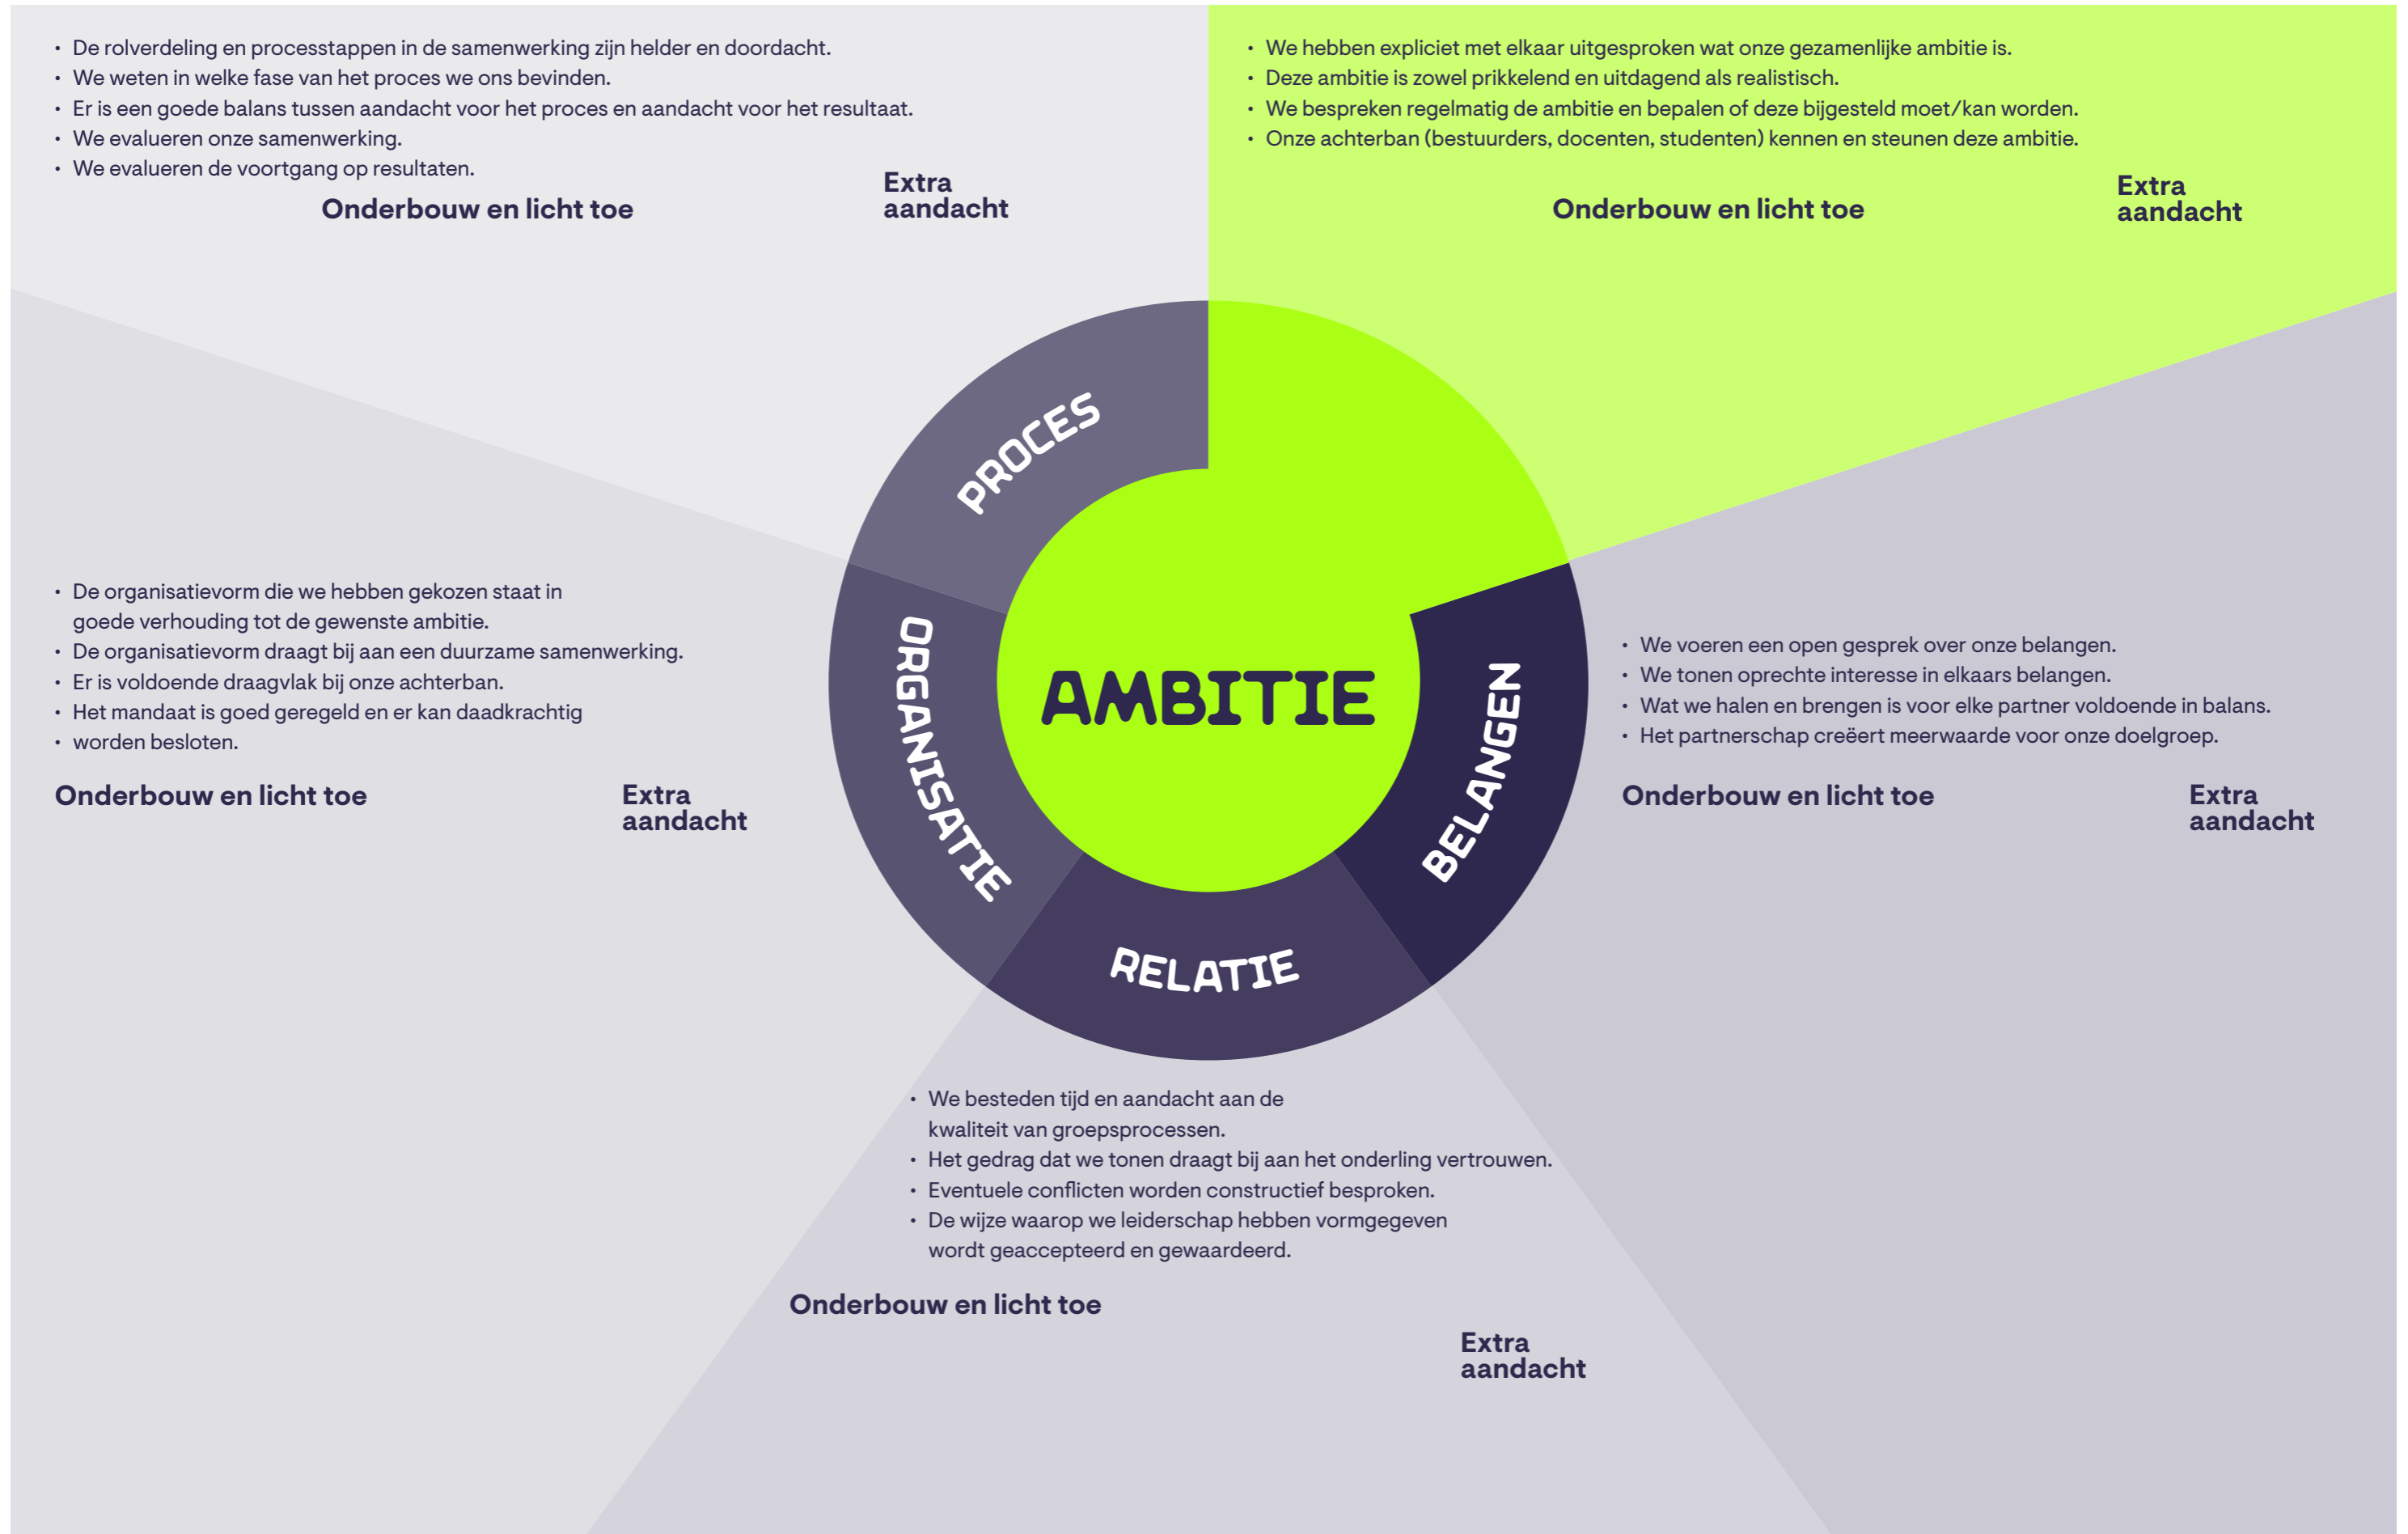 • De rolverdeling en processtappen in de samenwerking zijn helder en doordacht.
• We weten in welke fase van het proces we ons bevinden.
• Er is een goede balans tussen aandacht voor het proces en aandacht voor het resultaat.
• We evalueren onze samenwerking.
• We evalueren de voortgang op resultaten.
Onderbouw en licht toe
Extra
aandacht
• We hebben expliciet met elkaar uitgesproken wat onze gezamenlijke ambitie is.
• Deze ambitie is zowel prikkelend en uitdagend als realistisch.
• We bespreken regelmatig de ambitie en bepalen of deze bijgesteld moet/kan worden.
• Onze achterban (bestuurders, docenten, studenten) kennen en steunen deze ambitie.
Onderbouw en licht toe
Extra
aandacht
PROCES
AMBITIE
ORGANISATIE
BELANGEN
RELATIE
• De organisatievorm die we hebben gekozen staat in
goede verhouding tot de gewenste ambitie.
• De organisatievorm draagt bij aan een duurzame samenwerking.
• Er is voldoende draagvlak bij onze achterban.
• Het mandaat is goed geregeld en er kan daadkrachtig
• worden besloten.
Onderbouw en licht toe
Extra
aandacht
• We voeren een open gesprek over onze belangen.
• We tonen oprechte interesse in elkaars belangen.
• Wat we halen en brengen is voor elke partner voldoende in balans.
• Het partnerschap creëert meerwaarde voor onze doelgroep.
Onderbouw en licht toe
Extra
aandacht
• We besteden tijd en aandacht aan de
kwaliteit van groepsprocessen.
• Het gedrag dat we tonen draagt bij aan het onderling vertrouwen.
• Eventuele conflicten worden constructief besproken.
• De wijze waarop we leiderschap hebben vormgegeven
wordt geaccepteerd en gewaardeerd.
Onderbouw en licht toe
Extra
aandacht